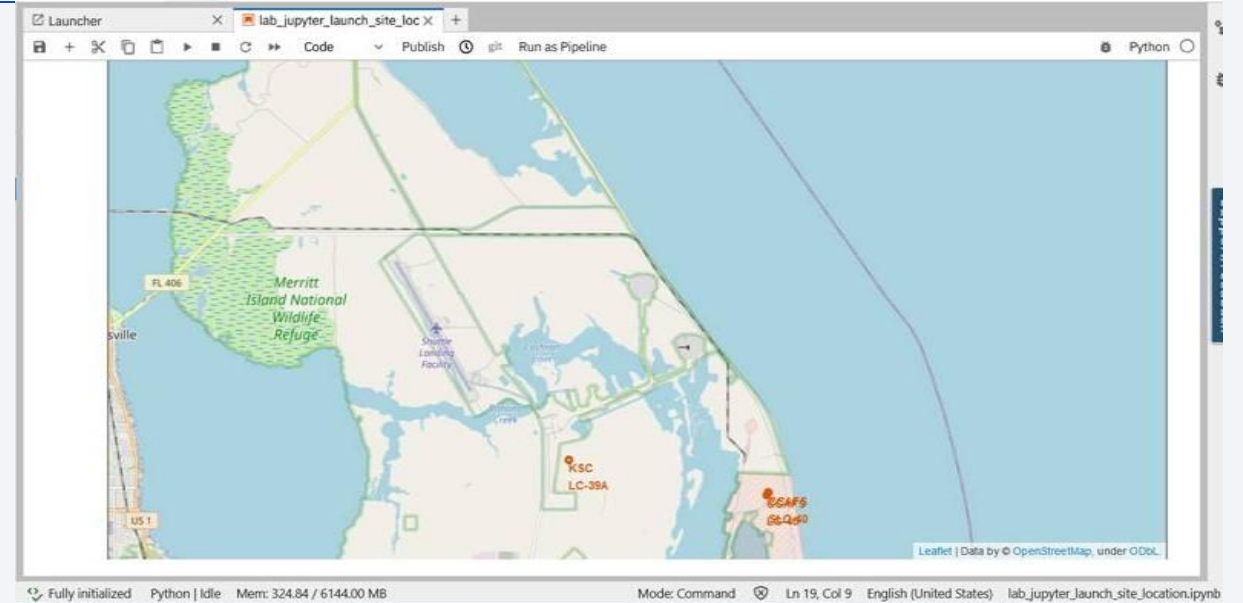 Launcher
lab_jupyter_launch_site_loc
Code
Publish
git
Run as Pipeline
Python
FL 406
Merritt
Island National
Wildlife
Refuge
sville
Shuttle
Landing
Facility
Creek
KSC
LC-39A
US 1
Leaflet | Data by © OpenStreetMap, under ODbL.
Fully initialized
Python | Idle
Mem: 324.84 / 6144.00 MB
Mode: Command
Ln 19, Col 9
English (United States)
lab_jupyter_launch_site_location.ipynb